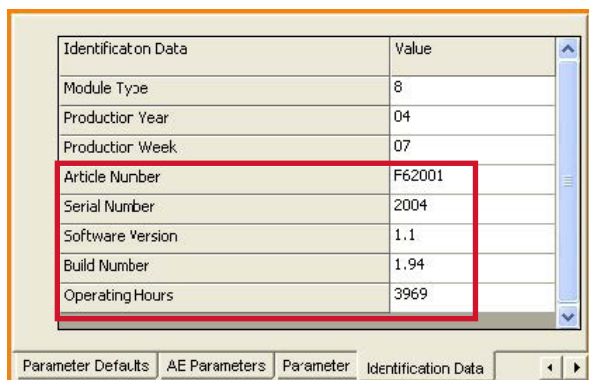 Identification Data Value
Module Type 8
Production Year 04
Production Week 07
Article Number F62001
Serial Number 2004
Software Version 1.1
Build Number 1.94
Operating Hours 3969
Parameter Defaults AE Parameters Parameter Identification Data